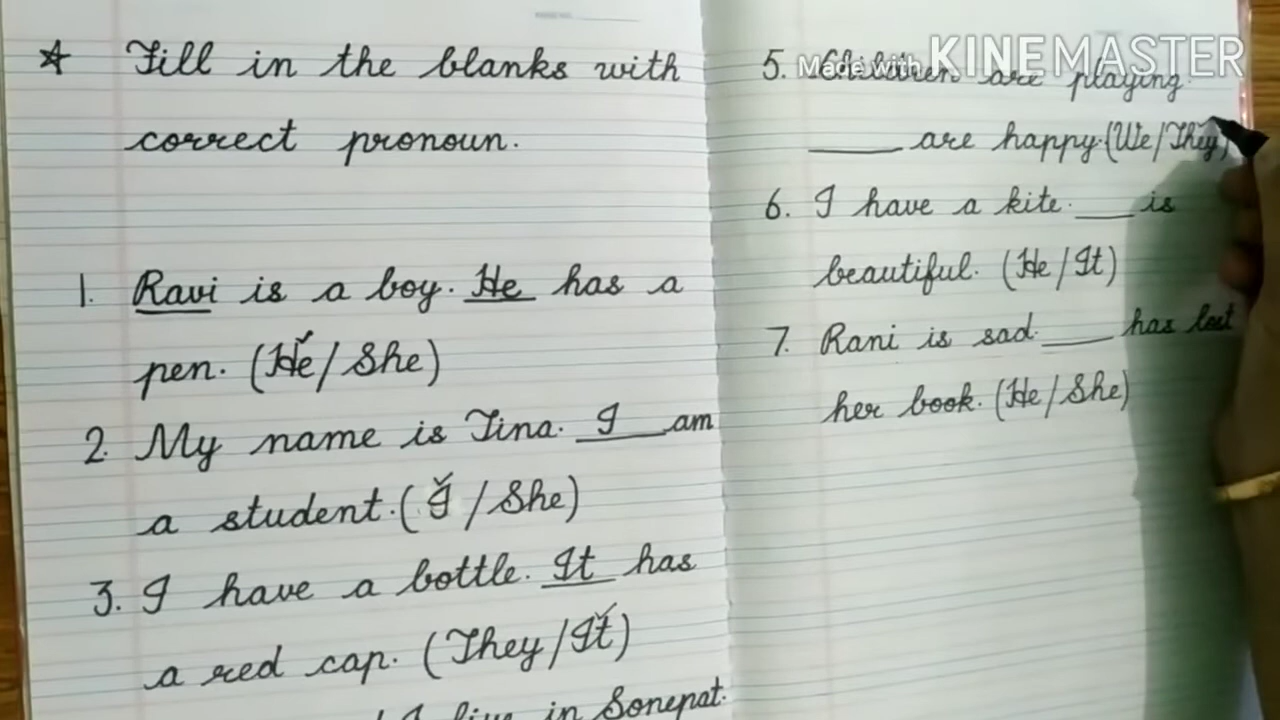 ☆ Fill in the blanks with
correct pronoun.
1. Ravi is a boy. He has a
pen. (He/She)
2. My name is Tina. I am
a student. (I/She)
3. I have a bottle. It has
a red cap. (They/It)
I live in Sonepat.
Made with KINEMASTER
5. Children are playing.
____ are happy. (We/They)
6. I have a kite. ___ is
beautiful. (He/It)
7. Rani is sad. ____ has lost
her book. (He/She)